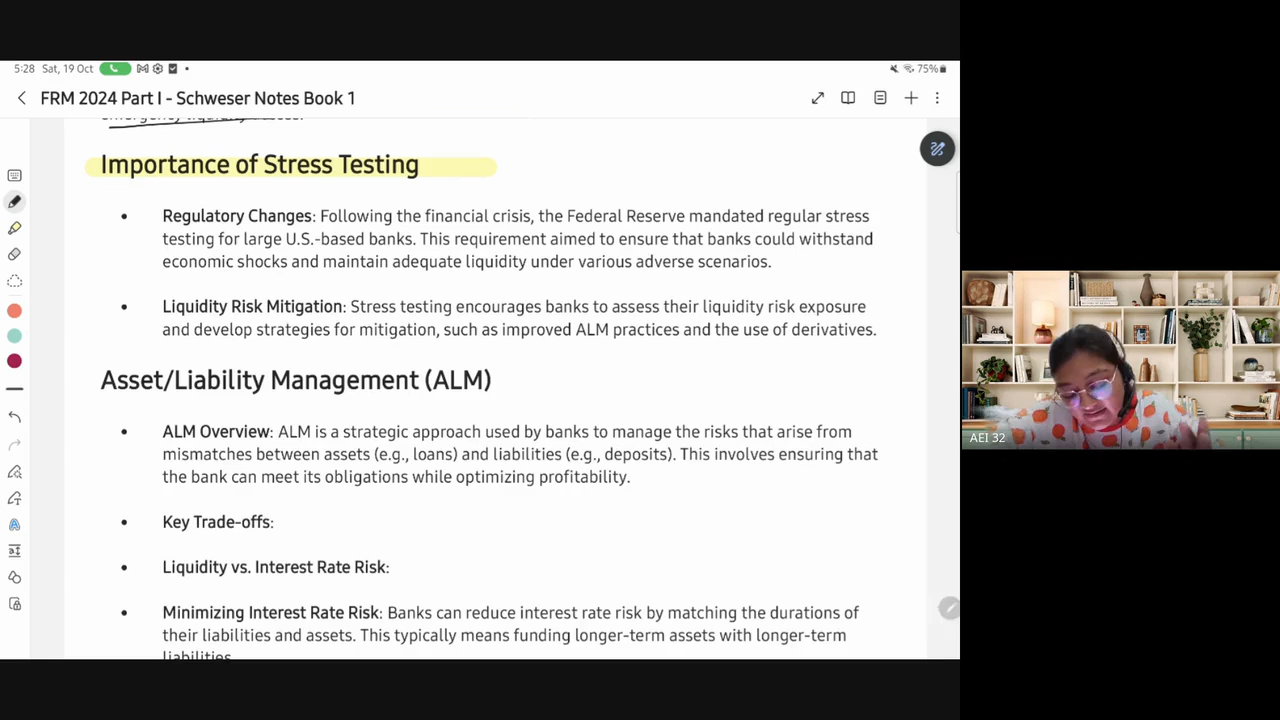 5:28 Sat, 19 Oct
75%
FRM 2024 Part I - Schweser Notes Book 1
Importance of Stress Testing
• Regulatory Changes: Following the financial crisis, the Federal Reserve mandated regular stress
testing for large U.S.-based banks. This requirement aimed to ensure that banks could withstand
economic shocks and maintain adequate liquidity under various adverse scenarios.
• Liquidity Risk Mitigation: Stress testing encourages banks to assess their liquidity risk exposure
and develop strategies for mitigation, such as improved ALM practices and the use of derivatives.
Asset/Liability Management (ALM)
• ALM Overview: ALM is a strategic approach used by banks to manage the risks that arise from
mismatches between assets (e.g., loans) and liabilities (e.g., deposits). This involves ensuring that
the bank can meet its obligations while optimizing profitability.
• Key Trade-offs:
• Liquidity vs. Interest Rate Risk:
• Minimizing Interest Rate Risk: Banks can reduce interest rate risk by matching the durations of
their liabilities and assets. This typically means funding longer-term assets with longer-term
liabilities.
AEI 32